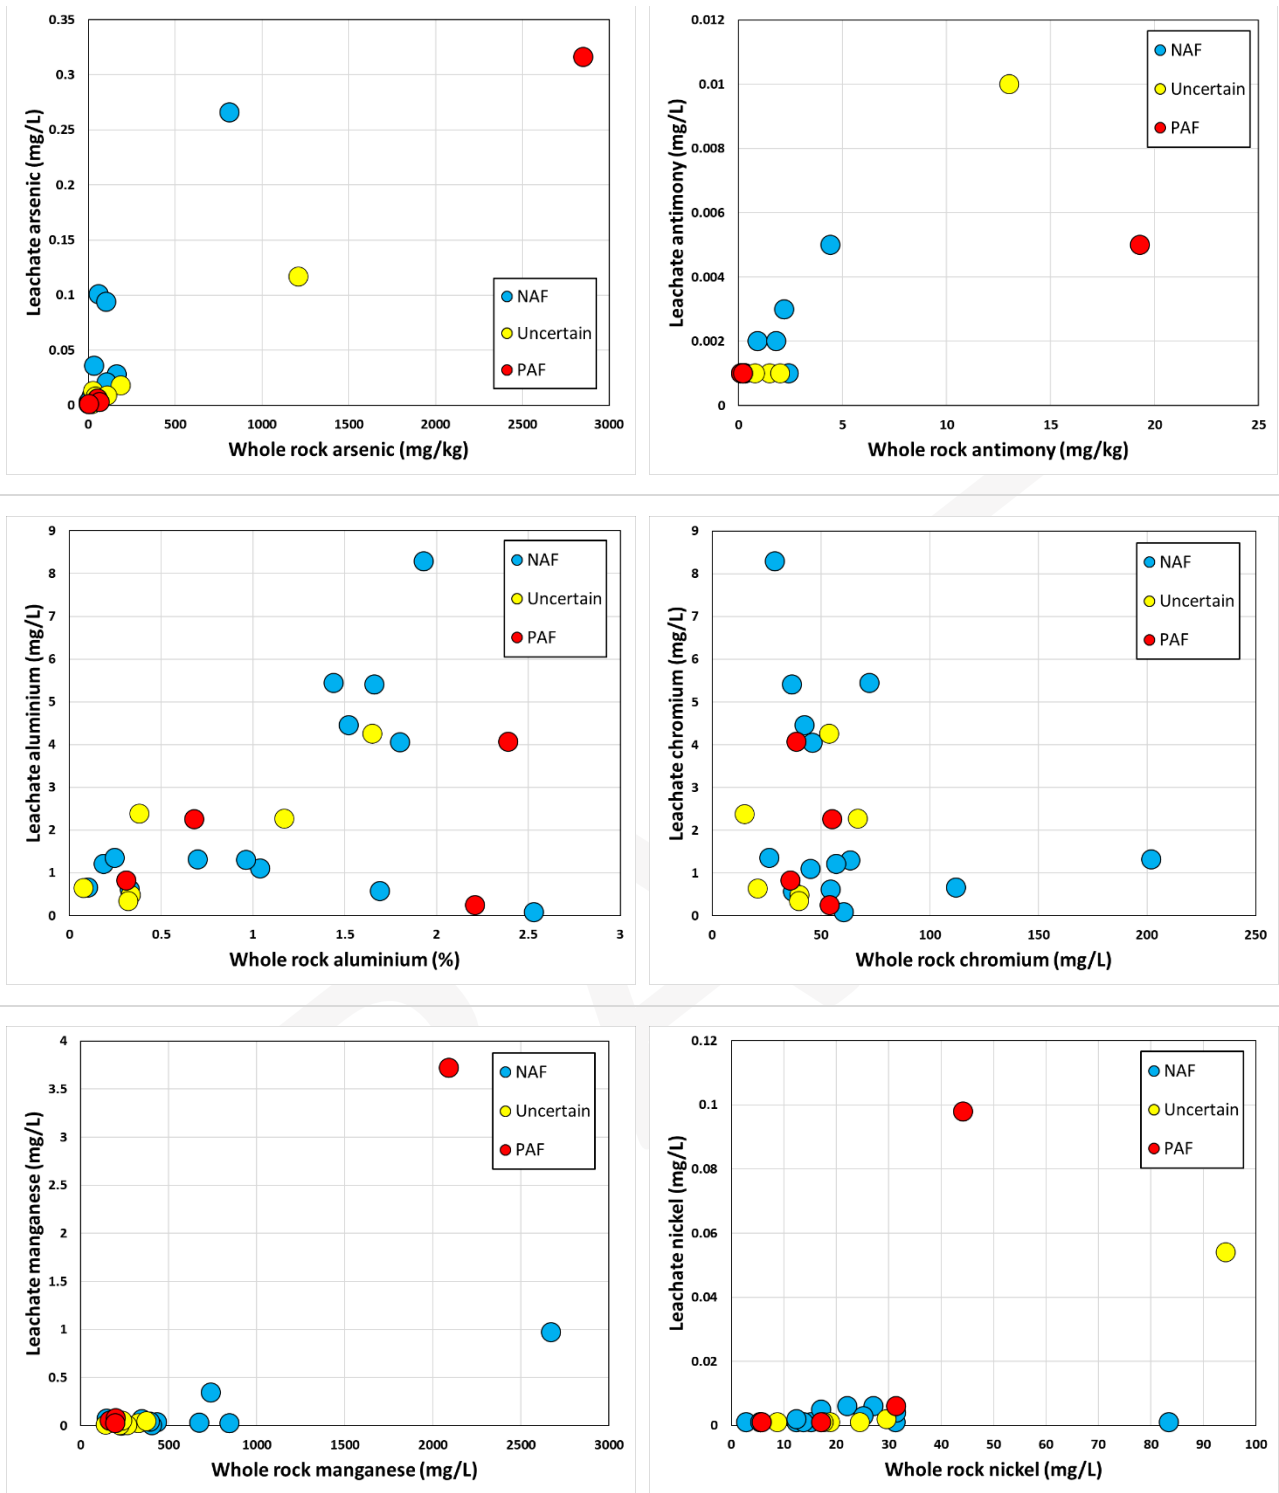 0.35
0.3
0.25
0.2
0.15
0.1
0.05
0
Leachate arsenic (mg/L)
0 500 1000 1500 2000 2500 3000
Whole rock arsenic (mg/kg)
NAF
Uncertain
PAF
0.012
0.01
0.008
0.006
0.004
0.002
0
Leachate antimony (mg/L)
0 5 10 15 20 25
Whole rock antimony (mg/kg)
NAF
Uncertain
PAF
9
8
7
6
5
4
3
2
1
0
Leachate aluminium (mg/L)
0 0.5 1 1.5 2 2.5 3
Whole rock aluminium (%)
NAF
Uncertain
PAF
9
8
7
6
5
4
3
2
1
0
Leachate chromium (mg/L)
0 50 100 150 200 250
Whole rock chromium (mg/L)
NAF
Uncertain
PAF
4
3.5
3
2.5
2
1.5
1
0.5
0
Leachate manganese (mg/L)
0 500 1000 1500 2000 2500 3000
Whole rock manganese (mg/L)
NAF
Uncertain
PAF
0.12
0.1
0.08
0.06
0.04
0.02
0
Leachate nickel (mg/L)
0 10 20 30 40 50 60 70 80 90 100
Whole rock nickel (mg/L)
NAF
Uncertain
PAF